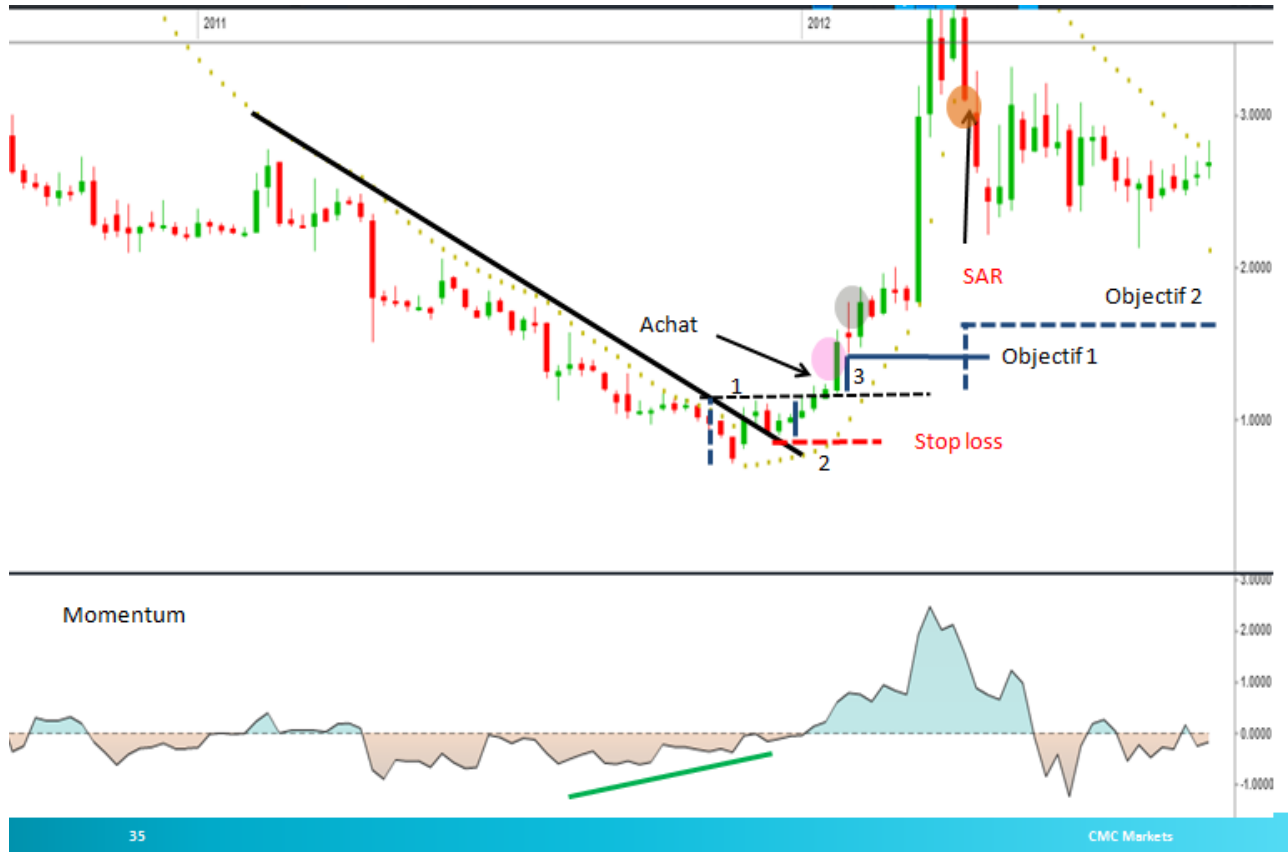 2011
2012
3.0000
SAR
2.0000
Objectif 2
Achat
Objectif 1
1
3
1.0000
Stop loss
2
3.0000
Momentum
2.0000
1.0000
0.0000
-1.0000
35
CMC Markets